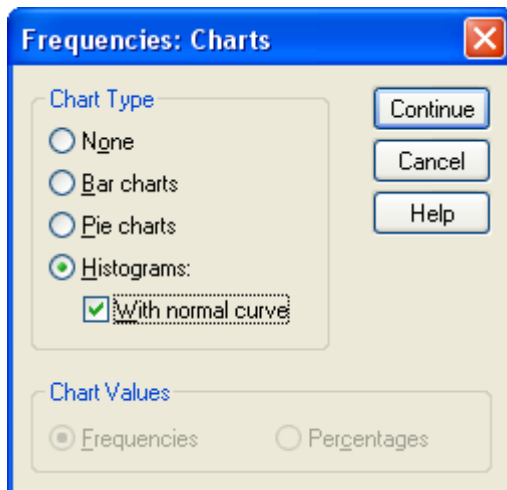 Frequencies: Charts
Chart Type
None
Bar charts
Pie charts
Histograms:
With normal curve
Continue
Cancel
Help
Chart Values
Frequencies Percentages